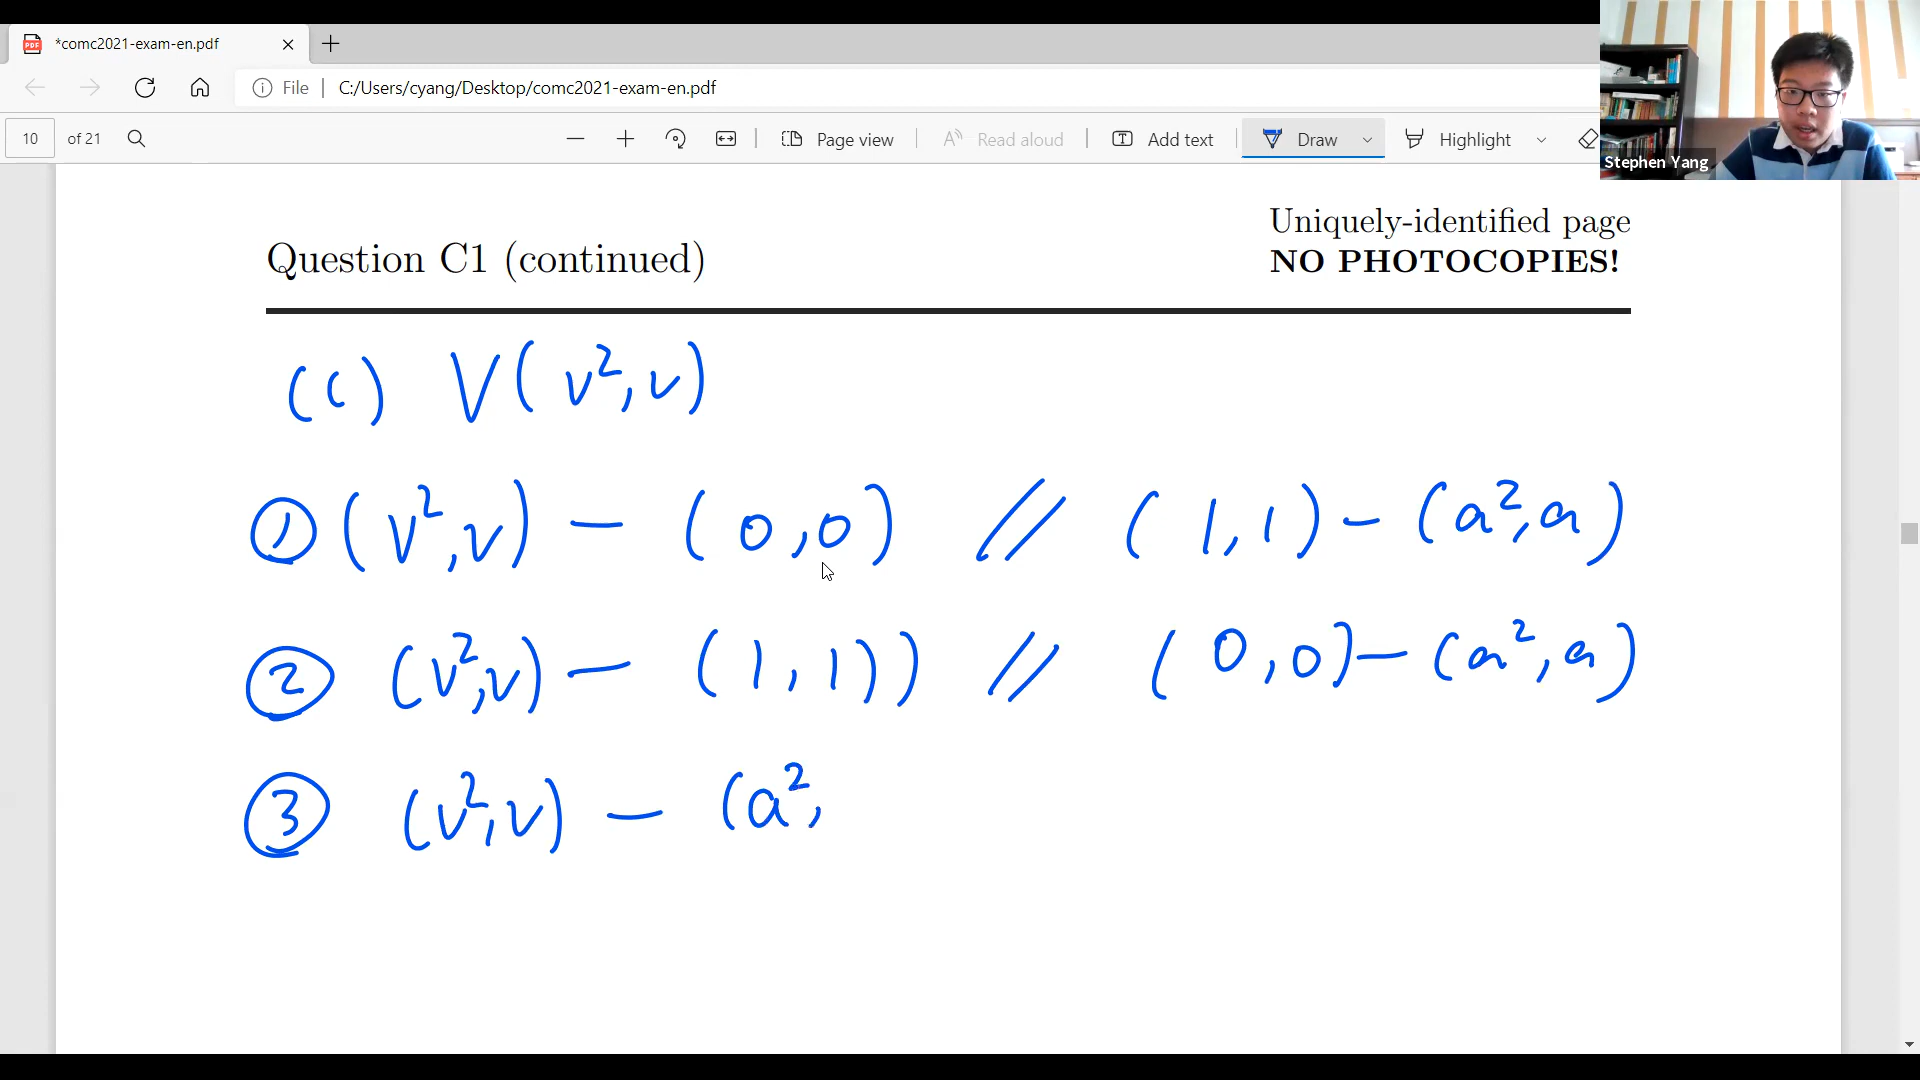 *comc2021-exam-en.pdf
File | C:/Users/cyang/Desktop/comc2021-exam-en.pdf
10 of 21 Page view Read aloud Add text Draw Highlight
Stephen Yang
Uniquely-identified page
Question C1 (continued) NO PHOTOCOPIES!
(c) V(v²,v)
① (v²,v) — (0,0) // (1,1) – (a²,a)
② (v²,v) — (1,1)) // (0,0) — (a²,a)
③ (v²,v) — (a²,